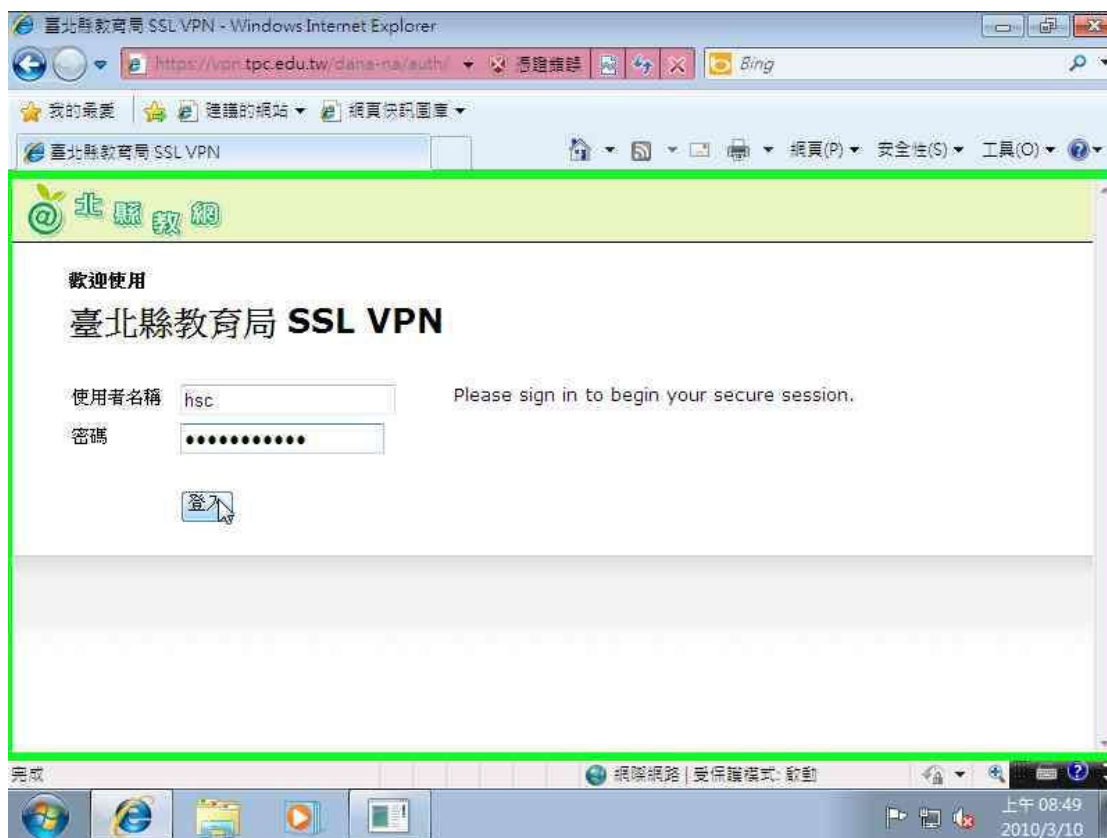 臺北縣教育局 SSL VPN - Windows Internet Explorer
https://vpn.tpc.edu.tw/dana-na/auth/ 憑證錯誤 Bing
我的最愛 建議的網站 網頁快訊圖庫
臺北縣教育局 SSL VPN 網頁(P) 安全性(S) 工具(O)
@北縣教網
歡迎使用
臺北縣教育局 SSL VPN
使用者名稱 hsc Please sign in to begin your secure session.
密碼 •••••••••••
登入
完成 網際網路 | 受保護模式: 啟動
上午 08:49
2010/3/10